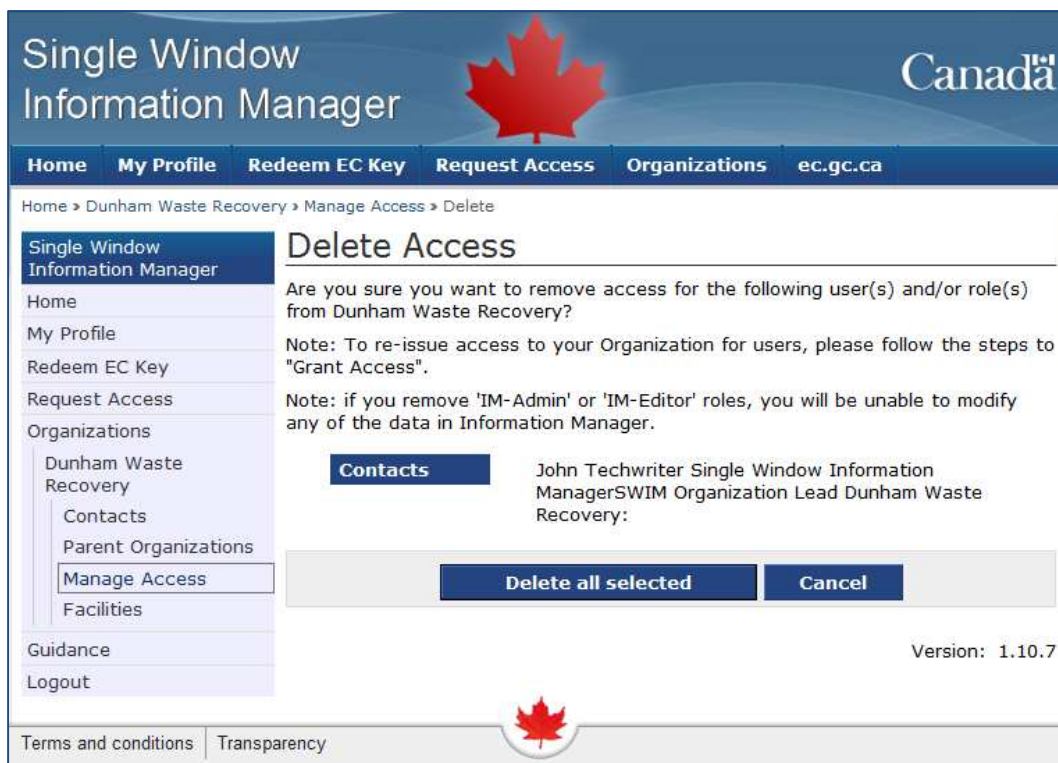 Single Window
Information Manager
Canada
Home My Profile Redeem EC Key Request Access Organizations ec.gc.ca
Home » Dunham Waste Recovery » Manage Access » Delete
Single Window
Information Manager
Home
My Profile
Redeem EC Key
Request Access
Organizations
Dunham Waste
Recovery
Contacts
Parent Organizations
Manage Access
Facilities
Guidance
Logout
Delete Access
Are you sure you want to remove access for the following user(s) and/or role(s)
from Dunham Waste Recovery?
Note: To re-issue access to your Organization for users, please follow the steps to
"Grant Access".
Note: if you remove 'IM-Admin' or 'IM-Editor' roles, you will be unable to modify
any of the data in Information Manager.
Contacts
John Techwriter Single Window Information
ManagerSWIM Organization Lead Dunham Waste
Recovery:
Delete all selected Cancel
Version: 1.10.7
Terms and conditions Transparency